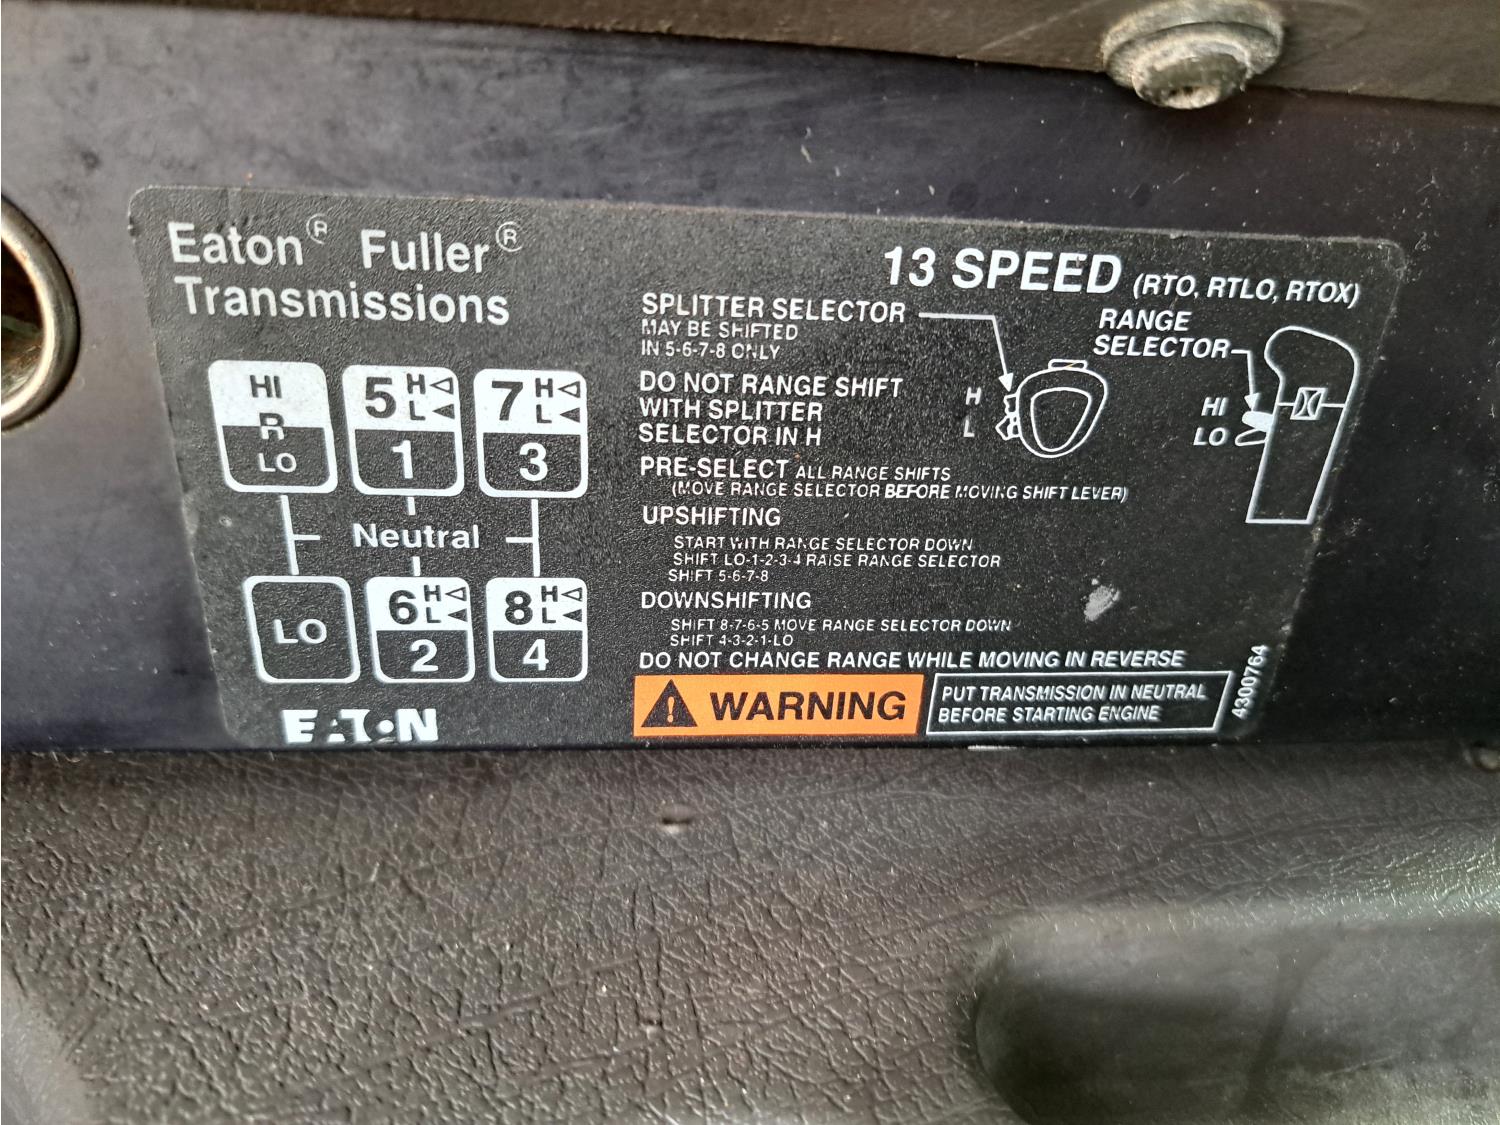 Eaton® Fuller®
Transmissions
13 SPEED (RTO, RTLO, RTOX)
SPLITTER SELECTOR
MAY BE SHIFTED
IN 5-6-7-8 ONLY
RANGE
SELECTOR
DO NOT RANGE SHIFT
WITH SPLITTER
SELECTOR IN H
H
L
HI
LO
PRE-SELECT ALL RANGE SHIFTS
(MOVE RANGE SELECTOR BEFORE MOVING SHIFT LEVER)
UPSHIFTING
START WITH RANGE SELECTOR DOWN
SHIFT LO-1-2-3-4 RAISE RANGE SELECTOR
SHIFT 5-6-7-8
DOWNSHIFTING
SHIFT 8-7-6-5 MOVE RANGE SELECTOR DOWN
SHIFT 4-3-2-1-LO
DO NOT CHANGE RANGE WHILE MOVING IN REVERSE
WARNING
PUT TRANSMISSION IN NEUTRAL
BEFORE STARTING ENGINE
4300764
HI
R
LO
5 H
L
1
7 H
L
3
Neutral
LO
6 H
L
2
8 H
L
4
EATON